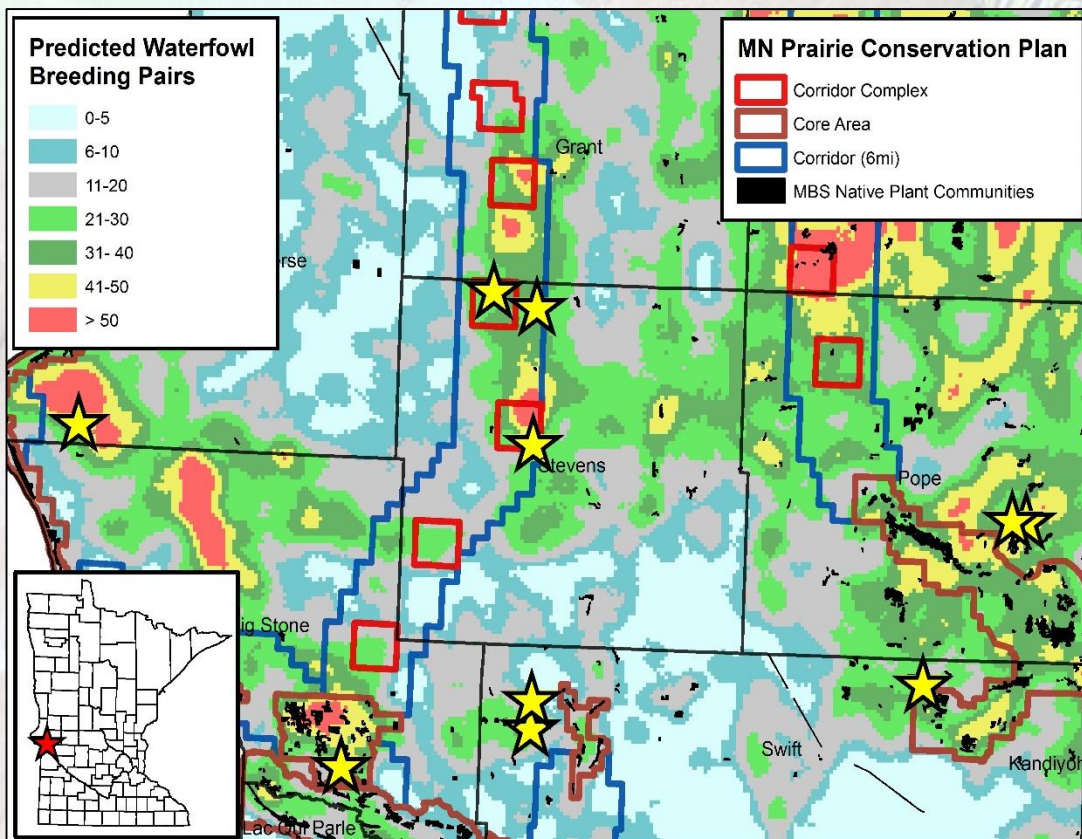 Predicted Waterfowl
Breeding Pairs
0-5
6-10
11-20
21-30
31- 40
41-50
> 50
MN Prairie Conservation Plan
Corridor Complex
Core Area
Corridor (6mi)
MBS Native Plant Communities
Grant
erse
Stevens
Pope
ig Stone
Swift
Kandiyoh
Lac Qui Parle